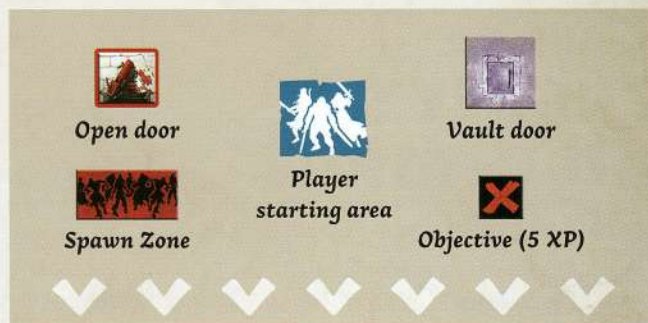 Open door
Spawn Zone
Player
starting area
Vault door
Objective (5 XP)